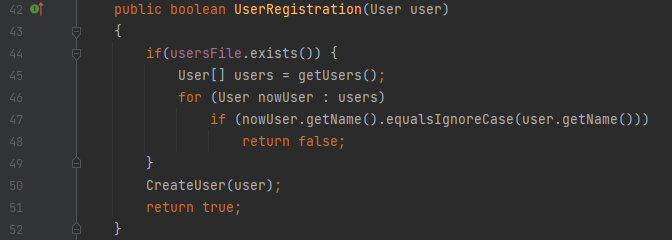 42 public boolean UserRegistration(User user)
43 {
44 if(usersFile.exists()) {
45 User[] users = getUsers();
46 for (User nowUser : users)
47 if (nowUser.getName().equalsIgnoreCase(user.getName()))
48 return false;
49 }
50 CreateUser(user);
51 return true;
52 }